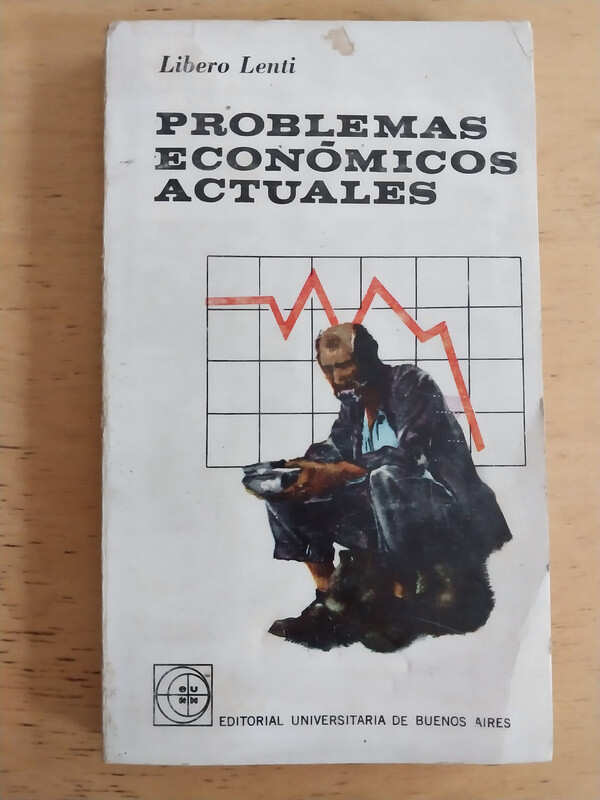 Libero Lenti
PROBLEMAS
ECONÓMICOS
ACTUALES
EDITORIAL UNIVERSITARIA DE BUENOS AIRES